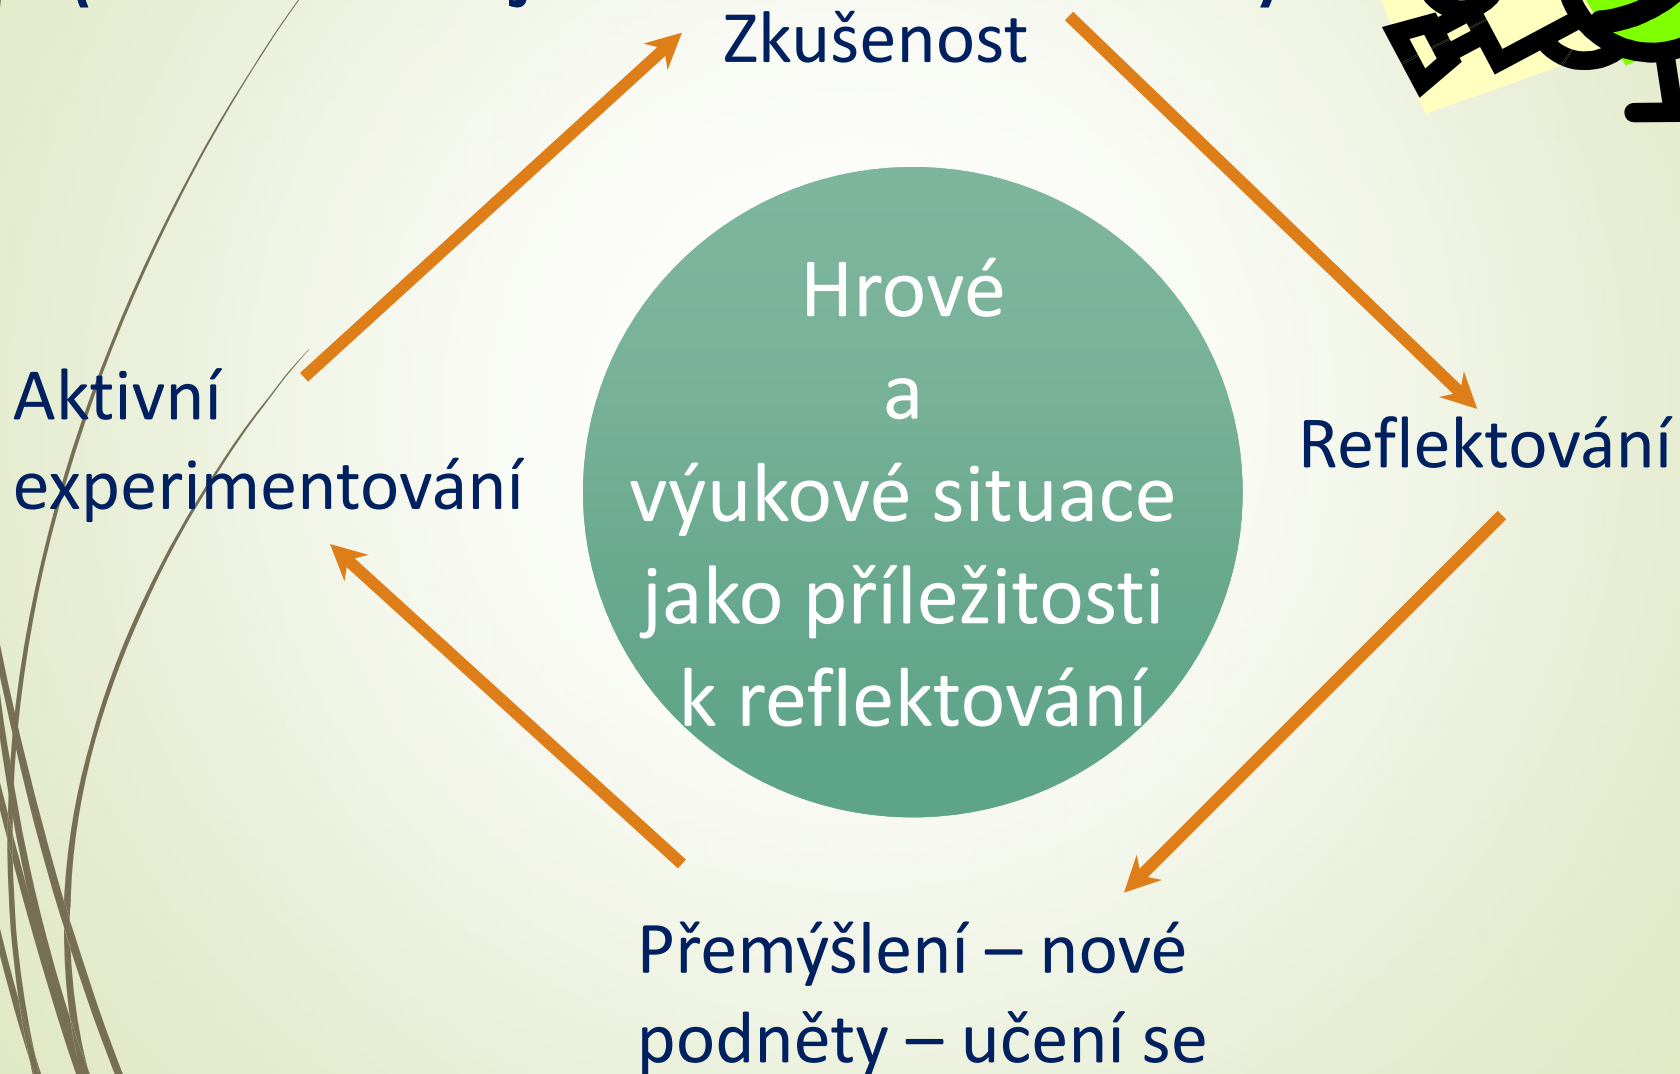 Zkušenost
Hrové
a
výukové situace
jako příležitosti
k reflektování
Aktivní
experimentování
Reflektování
Přemýšlení – nové
podněty – učení se